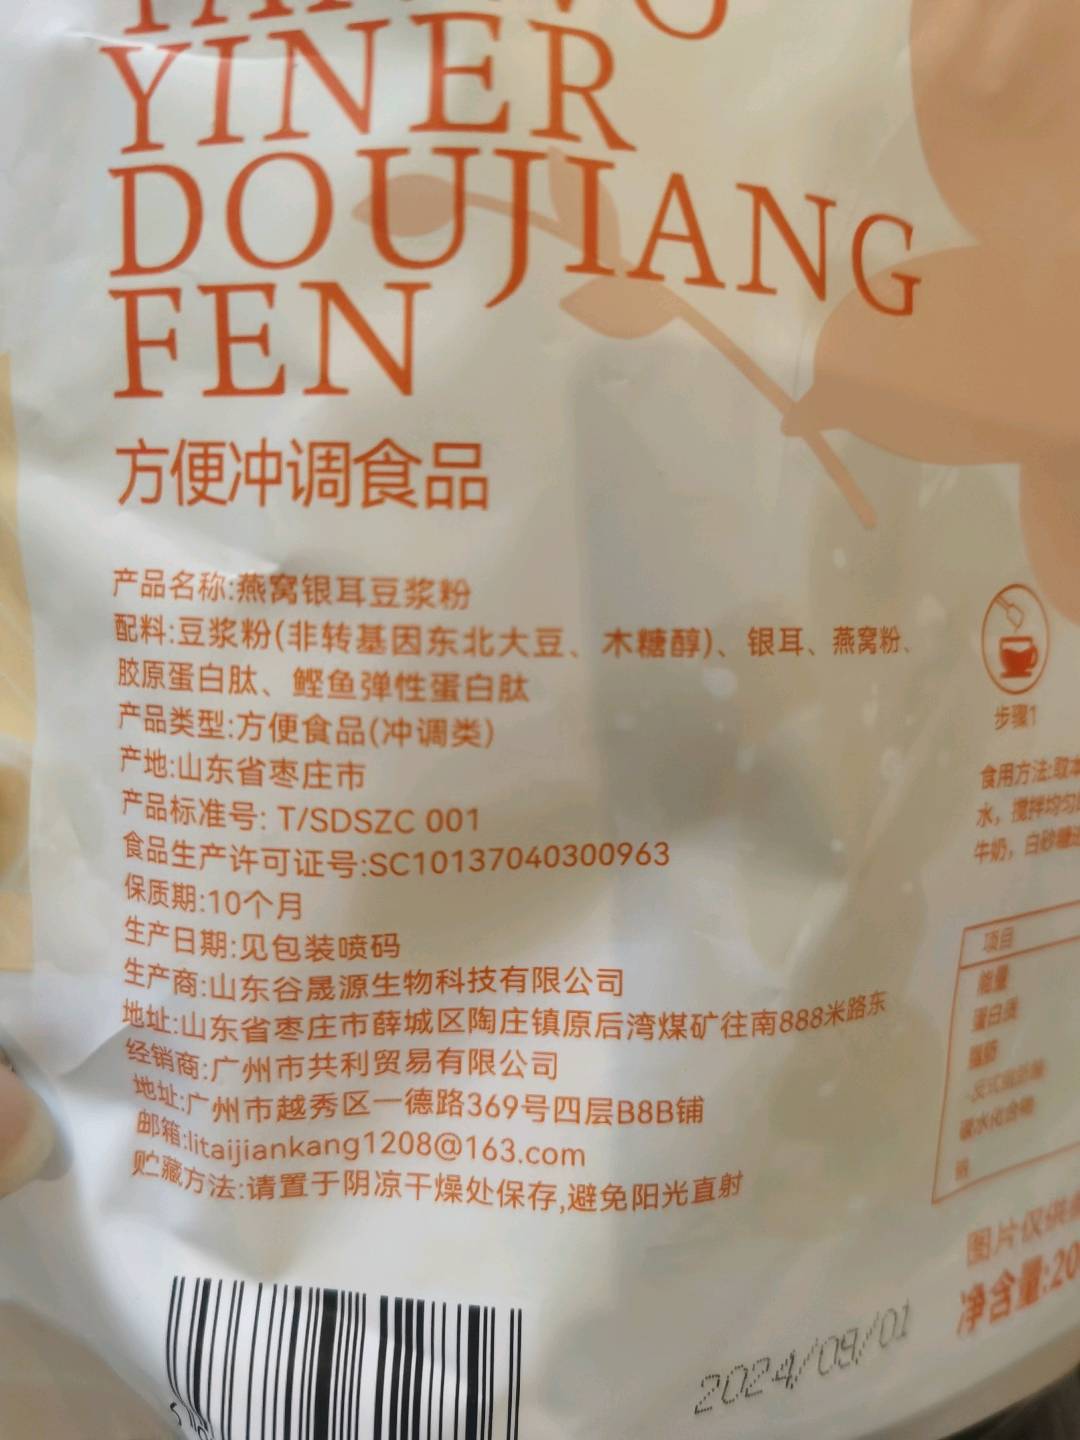 YINER
DOUJIANG
FEN
方便冲调食品
产品名称:燕窝银耳豆浆粉
配料:豆浆粉(非转基因东北大豆、木糖醇)、银耳、燕窝粉、
胶原蛋白肽、鲣鱼弹性蛋白肽
产品类型:方便食品(冲调类)
产地:山东省枣庄市
产品标准号: T/SDSZC 001
食品生产许可证号:SC10137040300963
保质期:10个月
生产日期:见包装喷码
生产商:山东谷晟源生物科技有限公司
地址:山东省枣庄市薛城区陶庄镇原后湾煤矿往南888米路东
经销商:广州市共利贸易有限公司
地址:广州市越秀区一德路369号四层B8B铺
邮箱:litaijiankang1208@163.com
贮藏方法:请置于阴凉干燥处保存,避免阳光直射
2024/09/01
步骤1
食用方法:取本
水，搅拌均匀
牛奶，白砂糖
项目
能量
蛋白质
脂肪
碳水化合物
钠
图片仅供
净含量:20